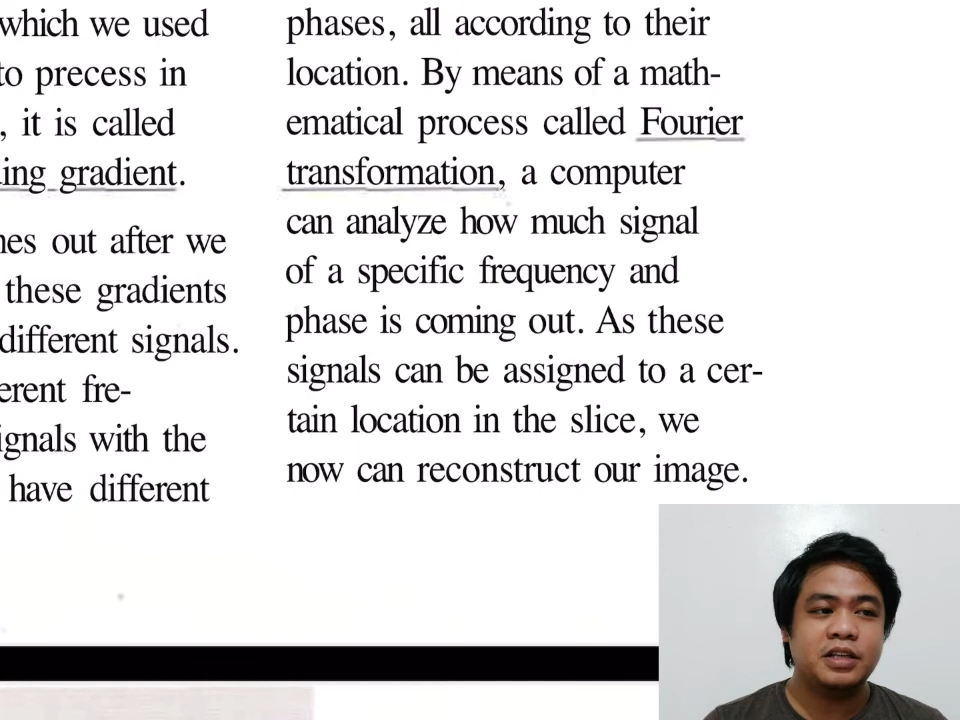 which we used
to precess in
, it is called
ing gradient.
nes out after we
these gradients
different signals.
erent fre-
ignals with the
have different
phases, all according to their
location. By means of a math-
ematical process called Fourier
transformation, a computer
can analyze how much signal
of a specific frequency and
phase is coming out. As these
signals can be assigned to a cer-
tain location in the slice, we
now can reconstruct our image.